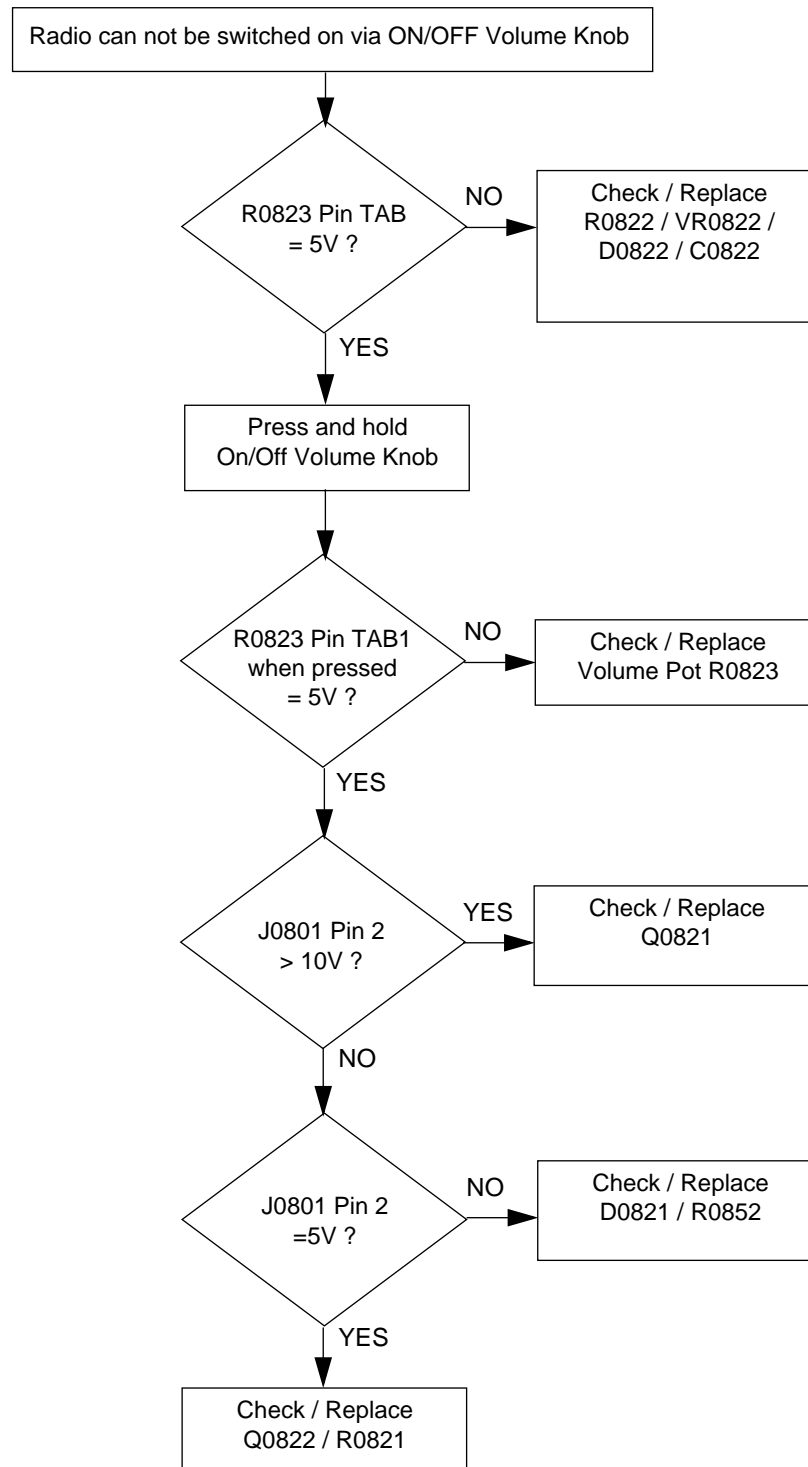 Radio can not be switched on via ON/OFF Volume Knob
R0823 Pin TAB
= 5V ?
NO
Check / Replace
R0822 / VR0822 /
D0822 / C0822
YES
Press and hold
On/Off Volume Knob
R0823 Pin TAB1
when pressed
= 5V ?
NO
Check / Replace
Volume Pot R0823
YES
J0801 Pin 2
> 10V ?
YES
Check / Replace
Q0821
NO
J0801 Pin 2
=5V ?
NO
Check / Replace
D0821 / R0852
YES
Check / Replace
Q0822 / R0821